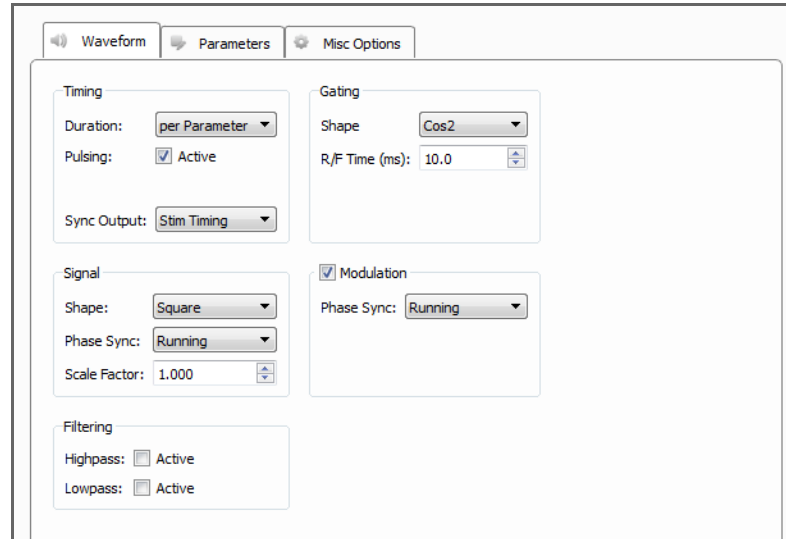 Waveform Parameters Misc Options
Timing
Duration: per Parameter
Pulsing: Active
Sync Output: Stim Timing
Gating
Shape Cos2
R/F Time (ms): 10.0
Signal
Shape: Square
Phase Sync: Running
Scale Factor: 1.000
Modulation
Phase Sync: Running
Filtering
Highpass: Active
Lowpass: Active